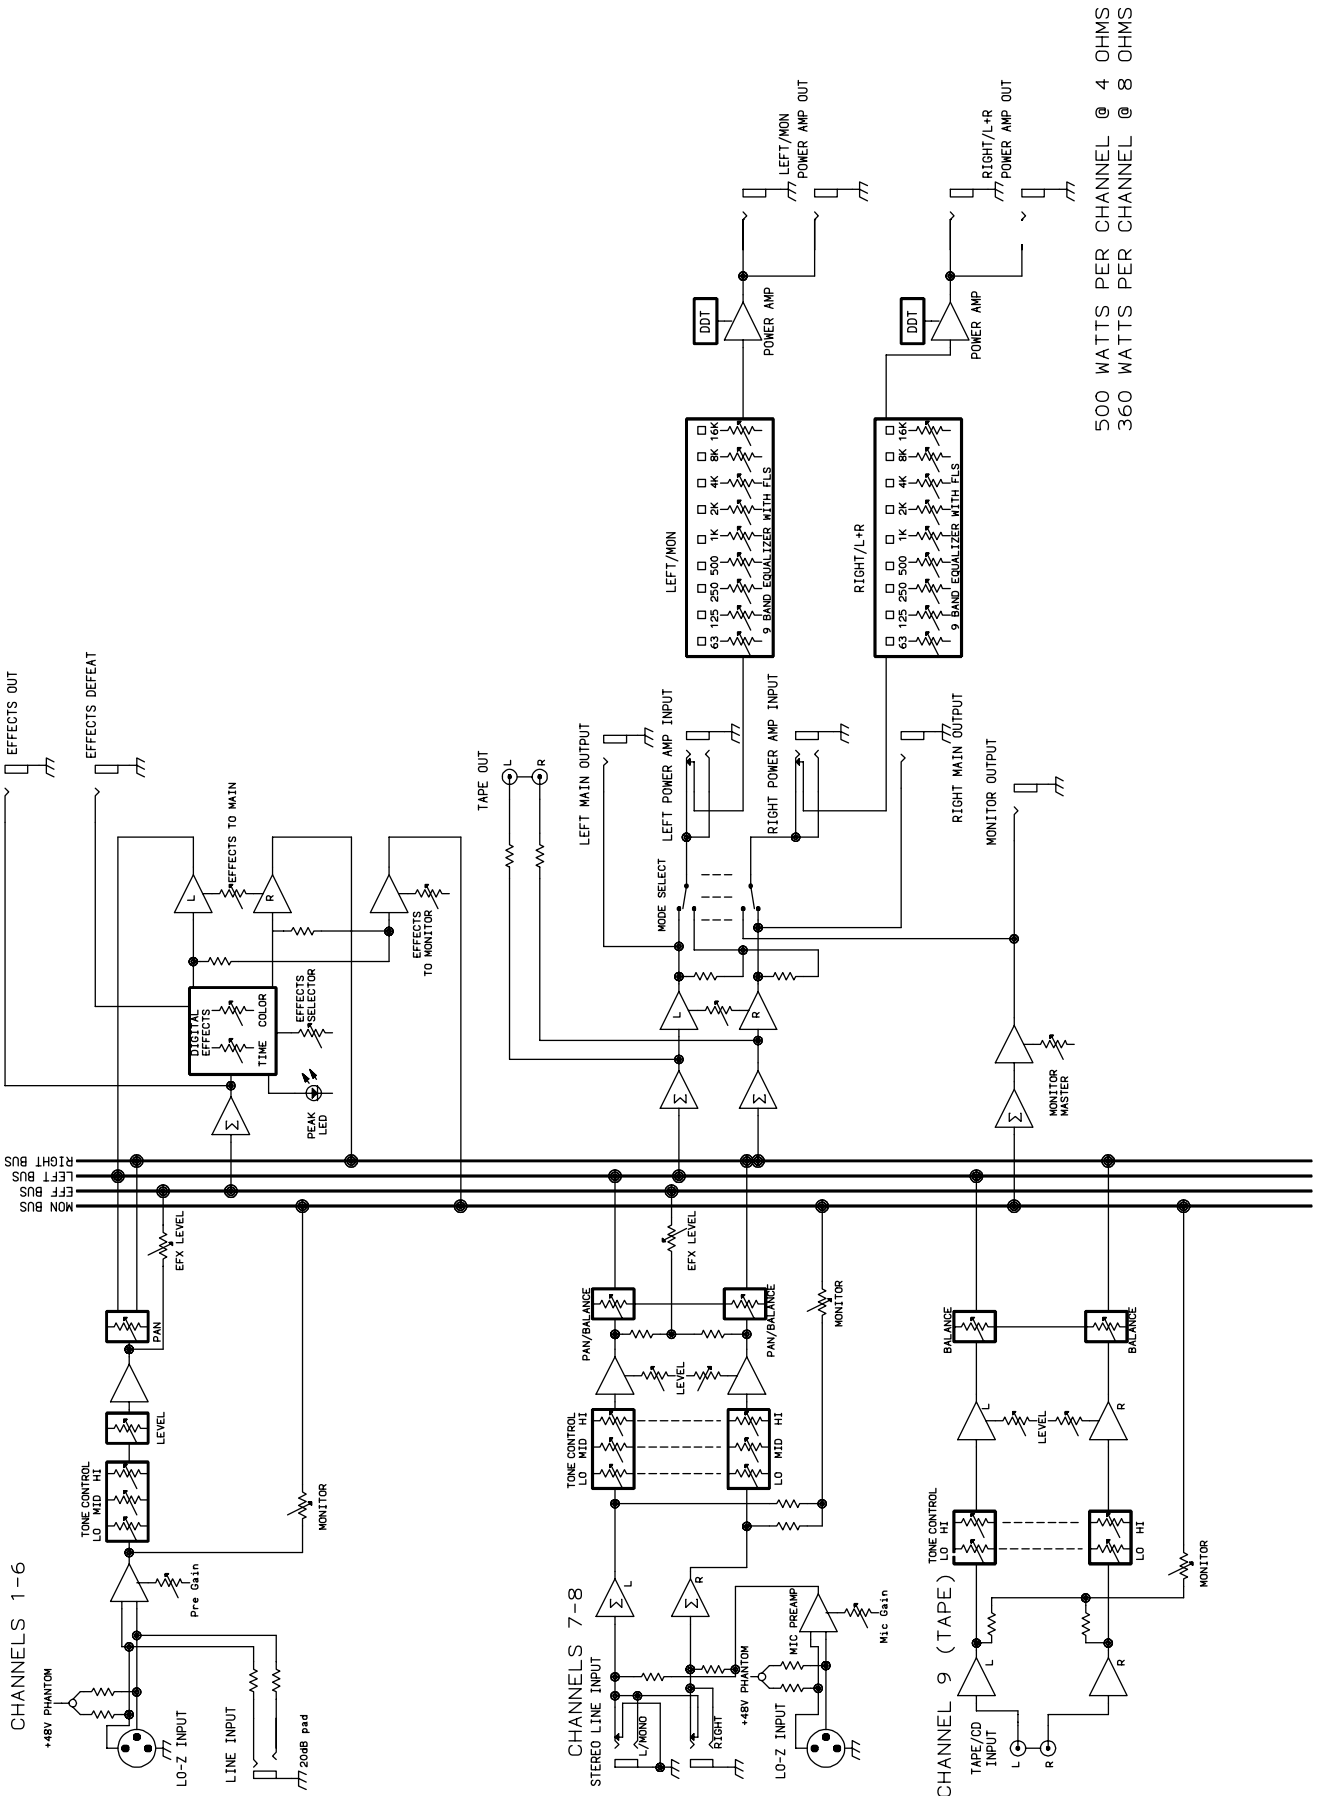 CHANNELS 1-6
+48V PHANTOM
LO-Z INPUT
LINE INPUT
20dB pad
Pre Gain
TONE CONTROL
LO MID HI
LEVEL
PAN
EFX LEVEL
MONITOR
RIGHT BUS
LEFT BUS
EFF BUS
MON BUS
EFFECTS OUT
EFFECTS DEFEAT
DIGITAL
EFFECTS
TIME COLOR
PEAK
LED
EFFECTS
SELECTOR
L
R
EFFECTS TO MAIN
EFFECTS
TO MONITOR
Σ
CHANNELS 7-8
STEREO LINE INPUT
L/MONO
RIGHT
+48V PHANTOM
LO-Z INPUT
MIC PREAMP
Mic Gain
Σ
L
Σ
R
TONE CONTROL
LO MID HI
LO MID HI
LEVEL
PAN/BALANCE
PAN/BALANCE
EFX LEVEL
MONITOR
Σ
Σ
L
R
TAPE OUT
L
R
MODE SELECT
LEFT MAIN OUTPUT
LEFT POWER AMP INPUT
RIGHT POWER AMP INPUT
RIGHT MAIN OUTPUT
MONITOR OUTPUT
Σ
MONITOR
MASTER
LEFT/MON
63 125 250 500 1K 2K 4K 8K 16K
9 BAND EQUALIZER WITH FLS
RIGHT/L+R
63 125 250 500 1K 2K 4K 8K 16K
9 BAND EQUALIZER WITH FLS
DDT
POWER AMP
DDT
POWER AMP
LEFT/MON
POWER AMP OUT
RIGHT/L+R
POWER AMP OUT
500 WATTS PER CHANNEL @ 4 OHMS
360 WATTS PER CHANNEL @ 8 OHMS
CHANNEL 9 (TAPE)
TAPE/CD
INPUT
L
R
L
R
TONE CONTROL
LO HI
LO HI
L
R
LEVEL
BALANCE
BALANCE
MONITOR